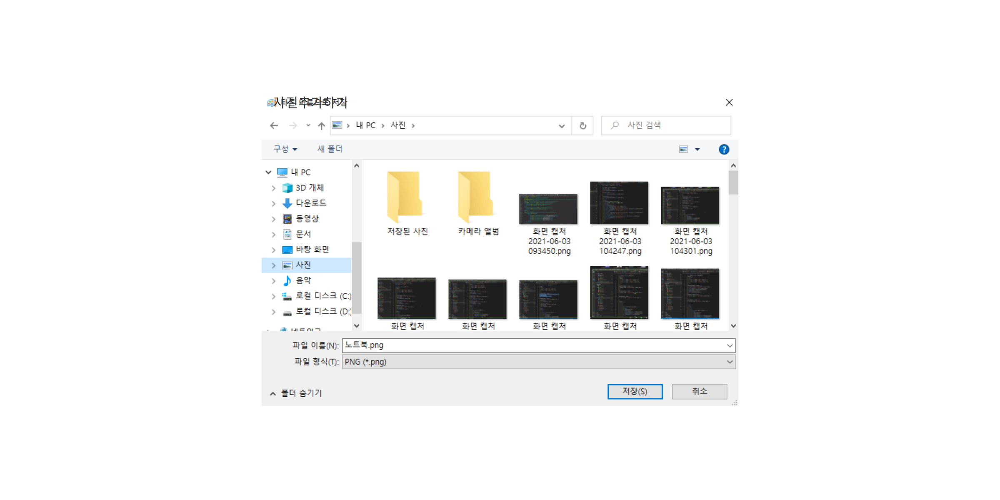 사진 추가하기
내 PC
사진
사진 검색
구성
새 폴더
내 PC
3D 개체
다운로드
동영상
문서
바탕 화면
사진
음악
로컬 디스크 (C:)
로컬 디스크 (D:)
네트워크
저장된 사진
카메라 앨범
화면 캡처
2021-06-03
093450.png
화면 캡처
2021-06-03
104247.png
화면 캡처
2021-06-03
104301.png
화면 캡처
화면 캡처
화면 캡처
화면 캡처
화면 캡처
파일 이름(N): 노트북.png
파일 형식(T): PNG (*.png)
폴더 숨기기
저장(S)
취소